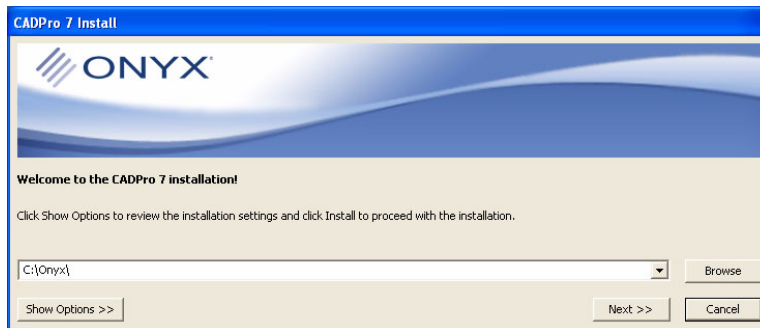 CADPro 7 Install
ONYX
Welcome to the CADPro 7 installation!
Click Show Options to review the installation settings and click Install to proceed with the installation.
C:\Onyx\
Browse
Show Options >>
Next >>
Cancel